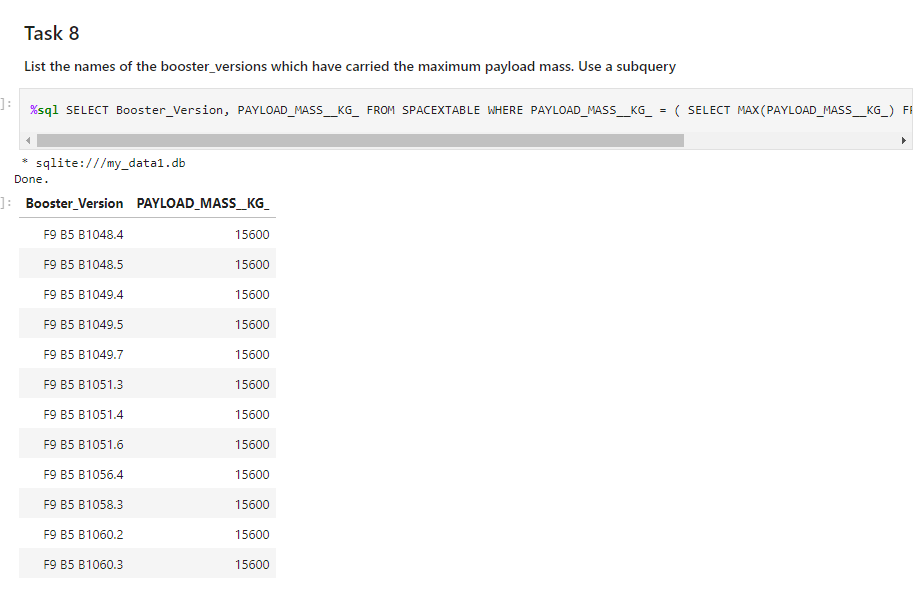 Task 8
List the names of the booster_versions which have carried the maximum payload mass. Use a subquery
]:
%sql SELECT Booster_Version, PAYLOAD_MASS__KG_ FROM SPACEXTABLE WHERE PAYLOAD_MASS__KG_ = ( SELECT MAX(PAYLOAD_MASS__KG_)
* sqlite:///my_data1.db
Done.
]:
Booster_Version PAYLOAD_MASS__KG_
F9 B5 B1048.4 15600
F9 B5 B1048.5 15600
F9 B5 B1049.4 15600
F9 B5 B1049.5 15600
F9 B5 B1049.7 15600
F9 B5 B1051.3 15600
F9 B5 B1051.4 15600
F9 B5 B1051.6 15600
F9 B5 B1056.4 15600
F9 B5 B1058.3 15600
F9 B5 B1060.2 15600
F9 B5 B1060.3 15600